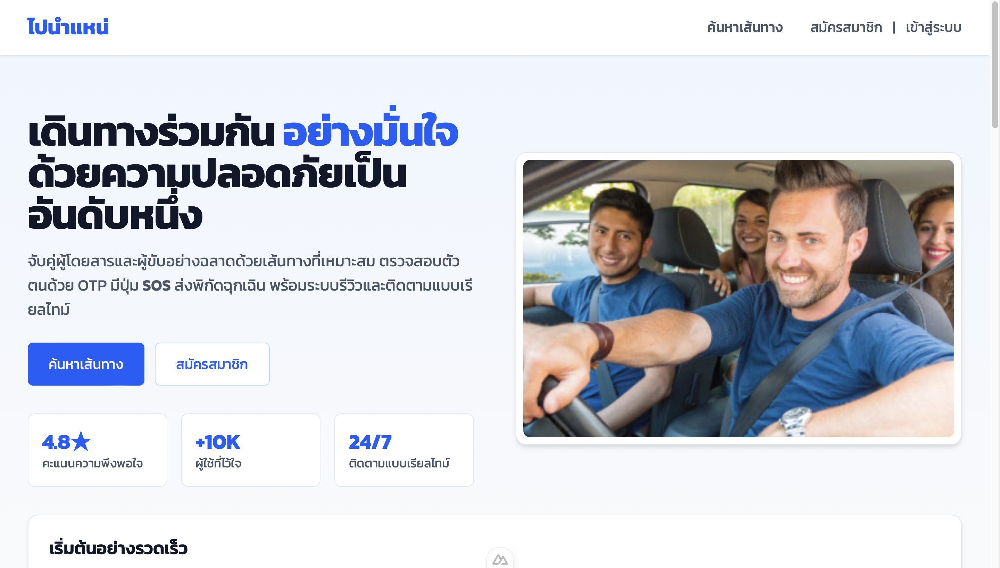 ไปนำแหน่
ค้นหาเส้นทาง สมัครสมาชิก | เข้าสู่ระบบ
เดินทางร่วมกัน อย่างมั่นใจ
ด้วยความปลอดภัยเป็น
อันดับหนึ่ง
จับคู่ผู้โดยสารและผู้ขับอย่างฉลาดด้วยเส้นทางที่เหมาะสม ตรวจสอบตัว
ตนด้วย OTP มีปุ่ม SOS ส่งพิกัดฉุกเฉิน พร้อมระบบรีวิวและติดตามแบบเรี
ยลไทม์
ค้นหาเส้นทาง สมัครสมาชิก
4.8★
คะแนนความพึงพอใจ
+10K
ผู้ใช้ที่ไว้ใจ
24/7
ติดตามแบบเรียลไทม์
เริ่มต้นอย่างรวดเร็ว